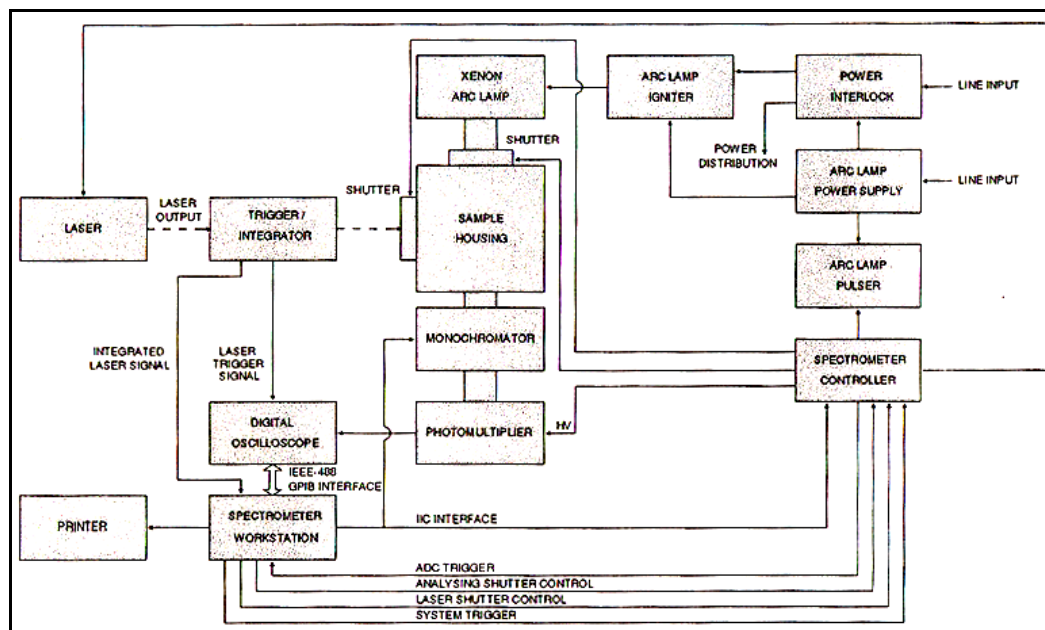 XENON
ARC LAMP
ARC LAMP
IGNITER
POWER
INTERLOCK
LINE INPUT
SHUTTER
POWER
DISTRIBUTION
ARC LAMP
POWER SUPPLY
LINE INPUT
SHUTTER
LASER
LASER
OUTPUT
TRIGGER /
INTEGRATOR
SAMPLE
HOUSING
ARC LAMP
PULSER
INTEGRATED
LASER SIGNAL
LASER
TRIGGER
SIGNAL
MONOCHROMATOR
SPECTROMETER
CONTROLLER
DIGITAL
OSCILLOSCOPE
PHOTOMULTIPLIER
HV
IEEE-488
GPIB INTERFACE
PRINTER
SPECTROMETER
WORKSTATION
IIC INTERFACE
ADC TRIGGER
ANALYSING SHUTTER CONTROL
LASER SHUTTER CONTROL
SYSTEM TRIGGER